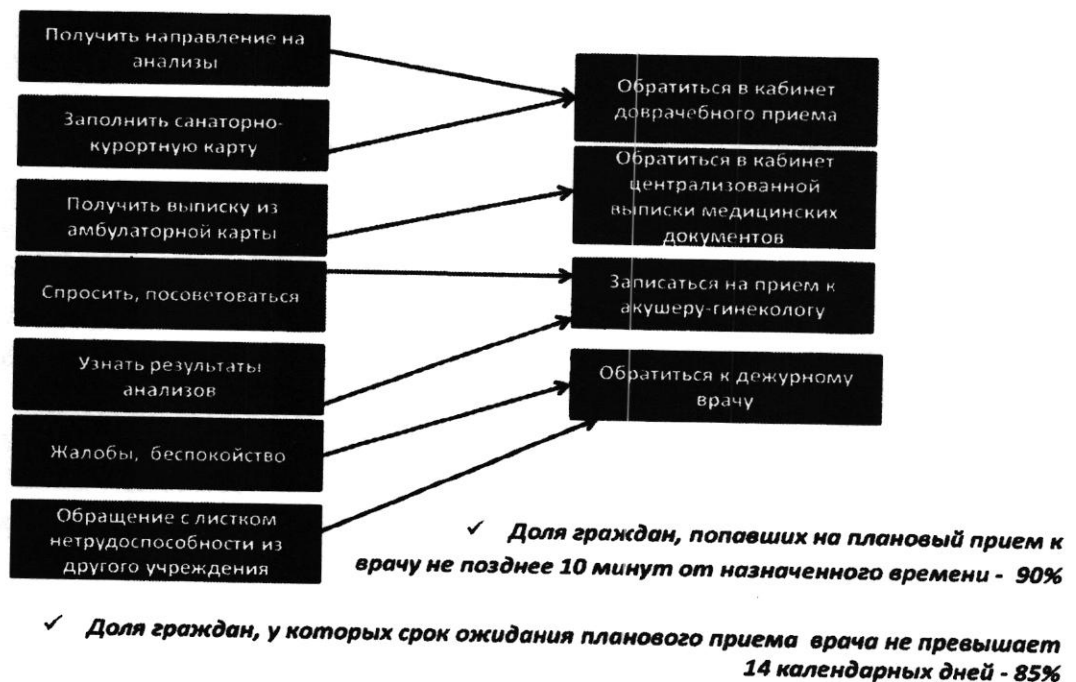 Получить направление на
анализы
Заполнить санаторно-
курортную карту
Получить выписку из
амбулаторной карты
Спросить, посоветоваться
Узнать результаты
анализов
Жалобы, беспокойство
Обращение с листком
нетрудоспособности из
другого учреждения
Обратиться в кабинет
доврачебного приема
Обратиться в кабинет
централизованной
выписки медицинских
документов
Записаться на прием к
акушеру-гинекологу
Обратиться к дежурному
врачу
✓ Доля граждан, попавших на плановый прием к
врачу не позднее 10 минут от назначенного времени - 90%
✓ Доля граждан, у которых срок ожидания планового приема врача не превышает
14 календарных дней - 85%